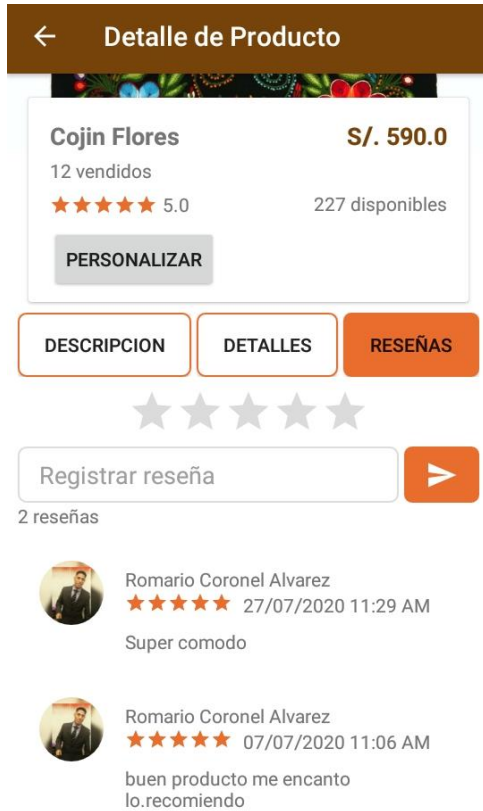 Detalle de Producto
Cojin Flores S/. 590.0
12 vendidos
5.0 227 disponibles
PERSONALIZAR
DESCRIPCION DETALLES RESEÑAS
Registrar reseña
2 reseñas
Romario Coronel Alvarez
27/07/2020 11:29 AM
Super comodo
Romario Coronel Alvarez
07/07/2020 11:06 AM
buen producto me encanto
lo.recomiendo